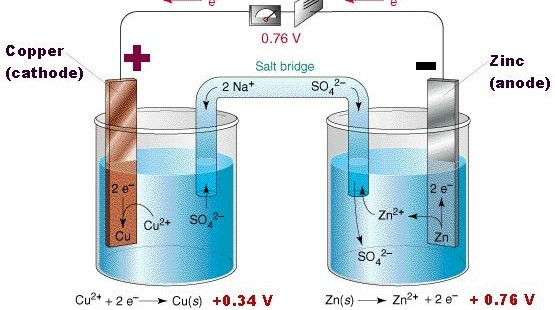 e⁻ e⁻
0.76 V
Copper
(cathode)
+
−
Zinc
(anode)
Salt bridge
2 Na⁺ SO₄²⁻
2 e⁻
Cu²⁺
Cu
SO₄²⁻
2 e⁻
Zn²⁺
Zn
SO₄²⁻
Cu²⁺ + 2 e⁻ → Cu(s) +0.34 V
Zn(s) → Zn²⁺ + 2 e⁻ + 0.76 V